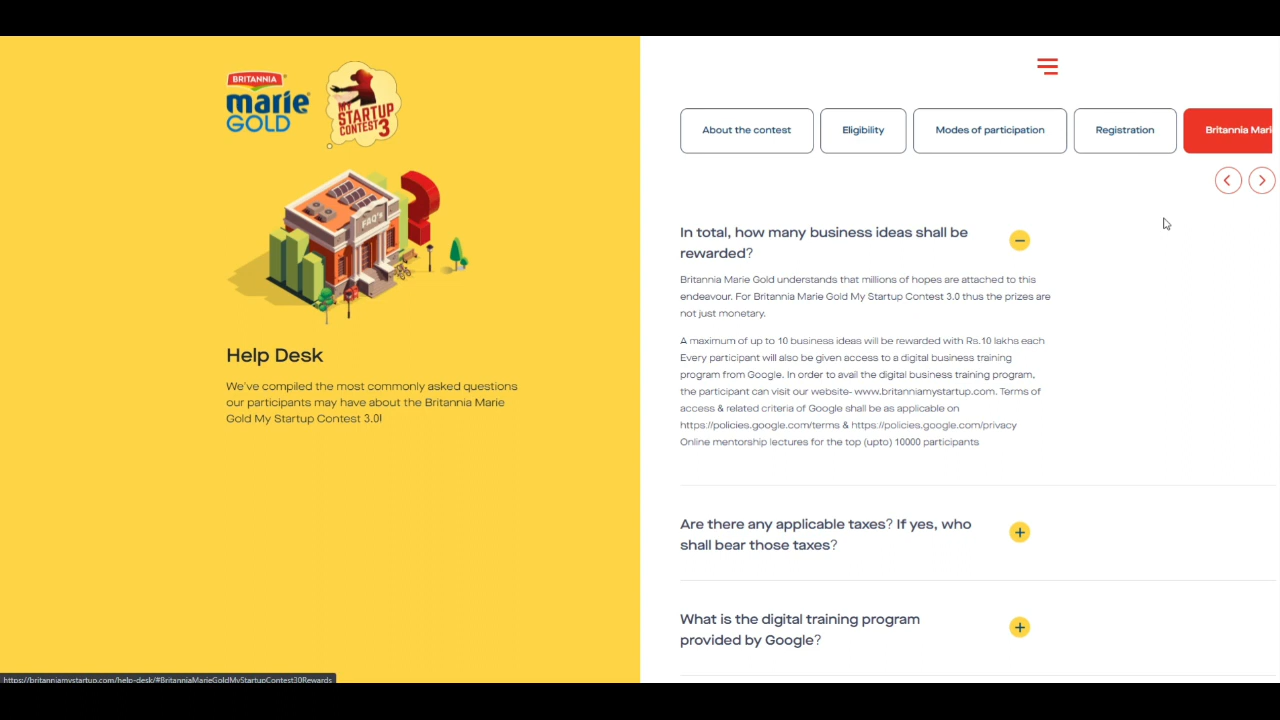 BRITANNIA
marie
GOLD
MY
STARTUP
CONTEST 3
FAQ's
Help Desk
We've compiled the most commonly asked questions
our participants may have about the Britannia Marie
Gold My Startup Contest 3.0!
About the contest
Eligibility
Modes of participation
Registration
Britannia Mari
In total, how many business ideas shall be
rewarded?
Britannia Marie Gold understands that millions of hopes are attached to this
endeavour. For Britannia Marie Gold My Startup Contest 3.0 thus the prizes are
not just monetary.
A maximum of up to 10 business ideas will be rewarded with Rs.10 lakhs each
Every participant will also be given access to a digital business training
program from Google. In order to avail the digital business training program,
the participant can visit our website- www.britanniamystartup.com. Terms of
access & related criteria of Google shall be as applicable on
https://policies.google.com/terms & https://policies.google.com/privacy
Online mentorship lectures for the top (upto) 10000 participants
Are there any applicable taxes? If yes, who
shall bear those taxes?
What is the digital training program
provided by Google?
https://britanniamystartup.com/help-desk/#BritanniaMarieGoldMyStartupContest30Rewards